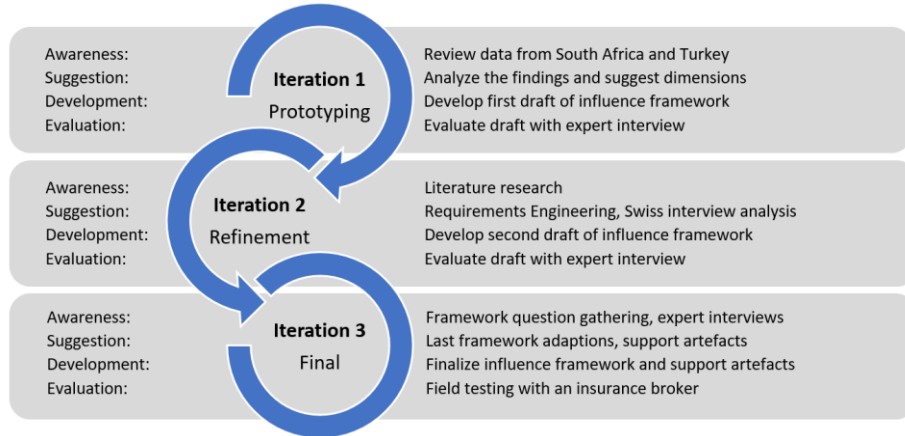 Awareness: Review data from South Africa and Turkey
Suggestion: Iteration 1 Analyze the findings and suggest dimensions
Development: Prototyping Develop first draft of influence framework
Evaluation: Evaluate draft with expert interview
Awareness: Literature research
Suggestion: Iteration 2 Requirements Engineering, Swiss interview analysis
Development: Refinement Develop second draft of influence framework
Evaluation: Evaluate draft with expert interview
Awareness: Framework question gathering, expert interviews
Suggestion: Iteration 3 Last framework adaptions, support artefacts
Development: Final Finalize influence framework and support artefacts
Evaluation: Field testing with an insurance broker